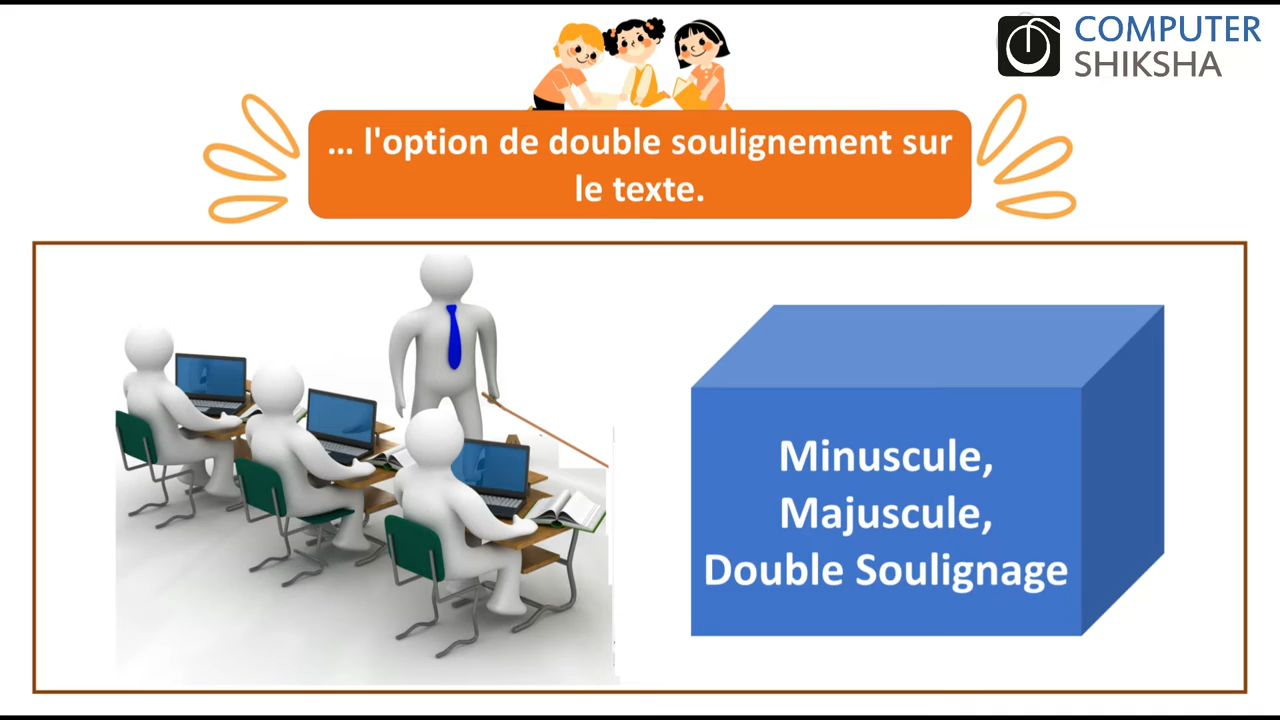 COMPUTER
SHIKSHA
... l'option de double soulignement sur
le texte.
Minuscule,
Majuscule,
Double Soulignage